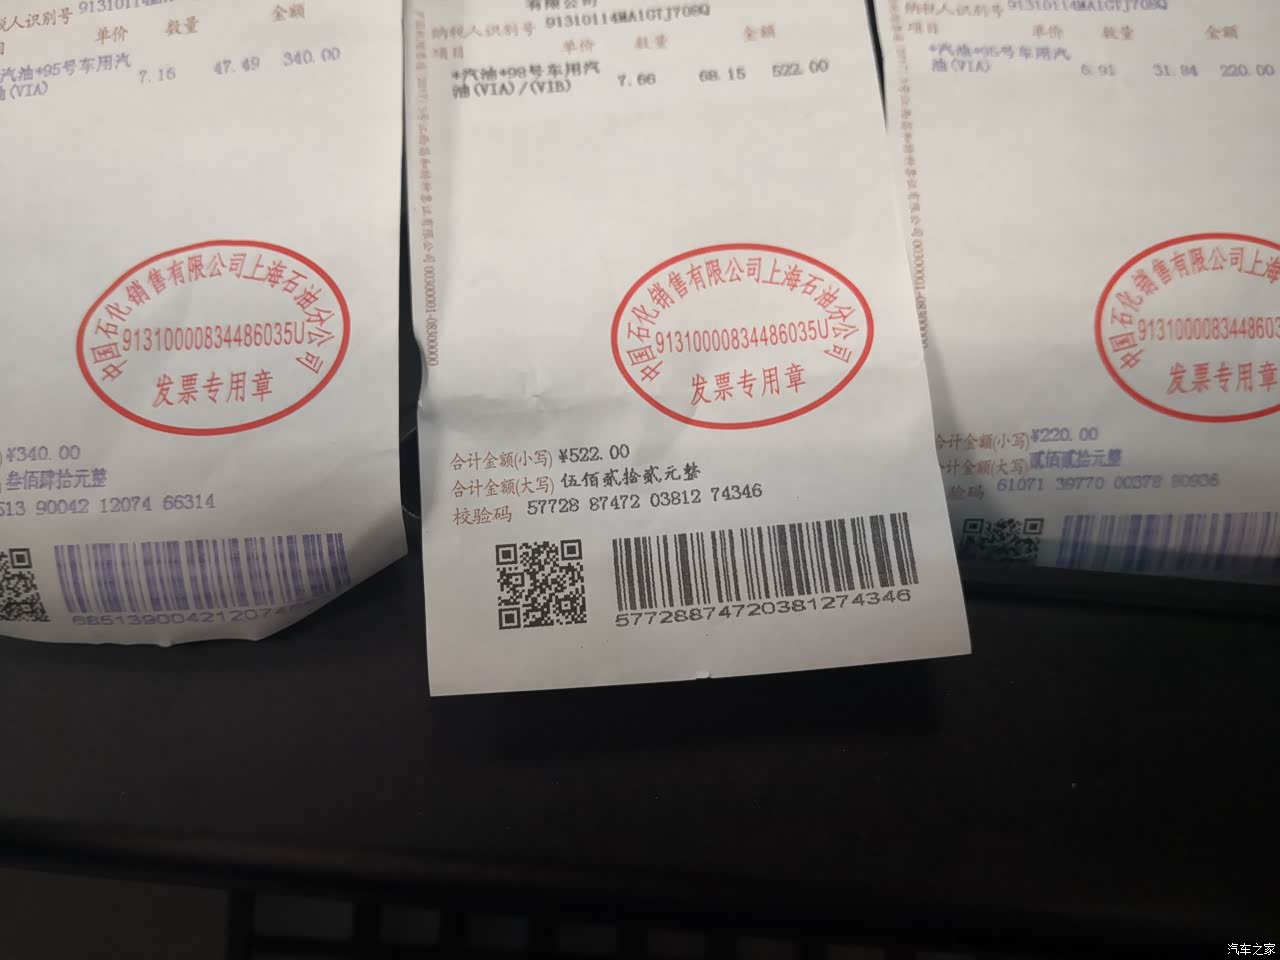 纳税人识别号
单价 数量 金额
汽油*95号车用汽
油(VIA)
7.16 47.49 340.00
中国石化销售有限公司上海石油分公司
91310000834486035U
发票专用章
¥340.00
叁佰肆拾元整
513 90042 12074 66314
有限公司
纳税人识别号 91310114MA1GTJ708Q
项目 单价 数量 金额
*汽油*98号车用汽
油(VIA)/(VIB)
7.66 68.15 522.00
中国石化销售有限公司上海石油分公司
91310000834486035U
发票专用章
合计金额(小写) ¥522.00
合计金额(大写) 伍佰贰拾贰元整
校验码 57728 87472 03812 74346
57728874720381274346
纳税人识别号 91310114MA1GTJ708Q
项目 单价 数量 金额
*汽油*95号车用汽
油(VIA)
6.91 31.84 220.00
中国石化销售有限公司上海
9131000083448603
发票专用章
合计金额(小写) ¥220.00
合计金额(大写) 贰佰贰拾元整
验码 61071 39770 00378 80936
汽车之家